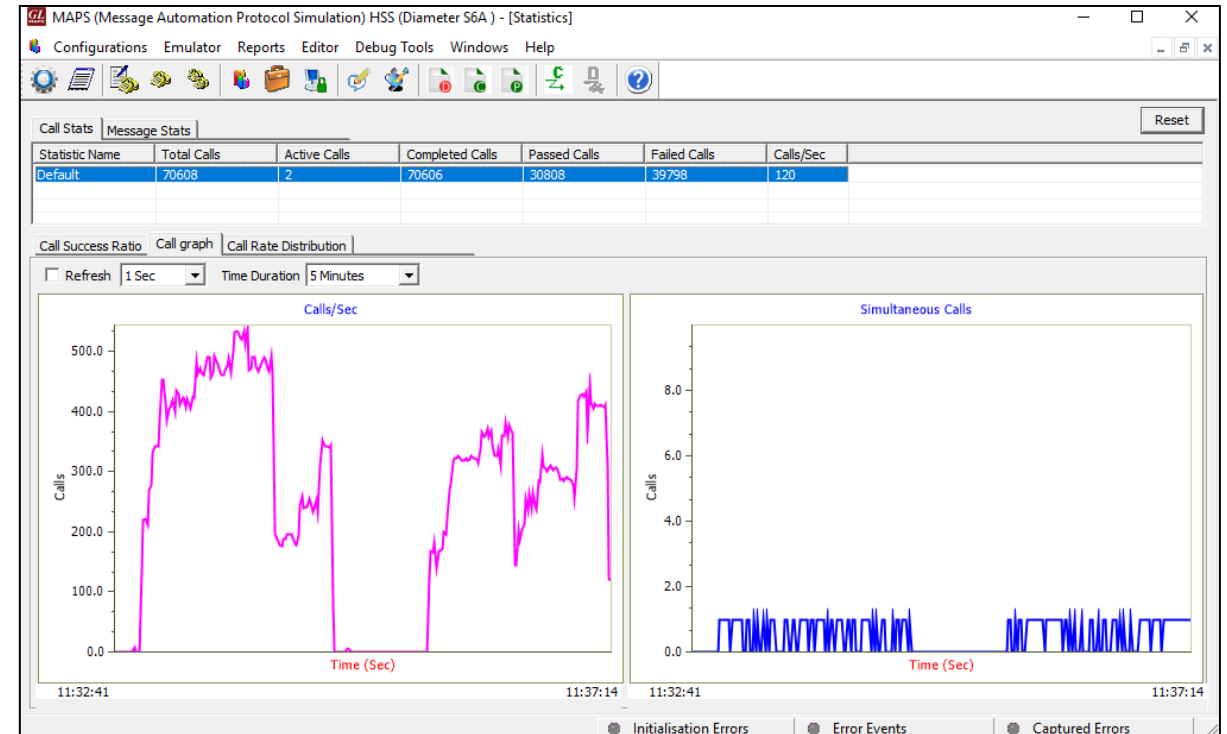 GL MAPS (Message Automation Protocol Simulation) HSS (Diameter S6A ) - [Statistics]
Configurations Emulator Reports Editor Debug Tools Windows Help
D C P C D ?
Reset
Call Stats Message Stats
Statistic Name Total Calls Active Calls Completed Calls Passed Calls Failed Calls Calls/Sec
Default 70608 2 70606 30808 39798 120
Call Success Ratio Call graph Call Rate Distribution
Refresh 1 Sec Time Duration 5 Minutes
Calls/Sec
500.0
400.0
300.0
200.0
100.0
0.0
Calls
Time (Sec)
11:32:41 11:37:14
Simultaneous Calls
8.0
6.0
4.0
2.0
0.0
Calls
Time (Sec)
11:32:41 11:37:14
Initialisation Errors Error Events Captured Errors